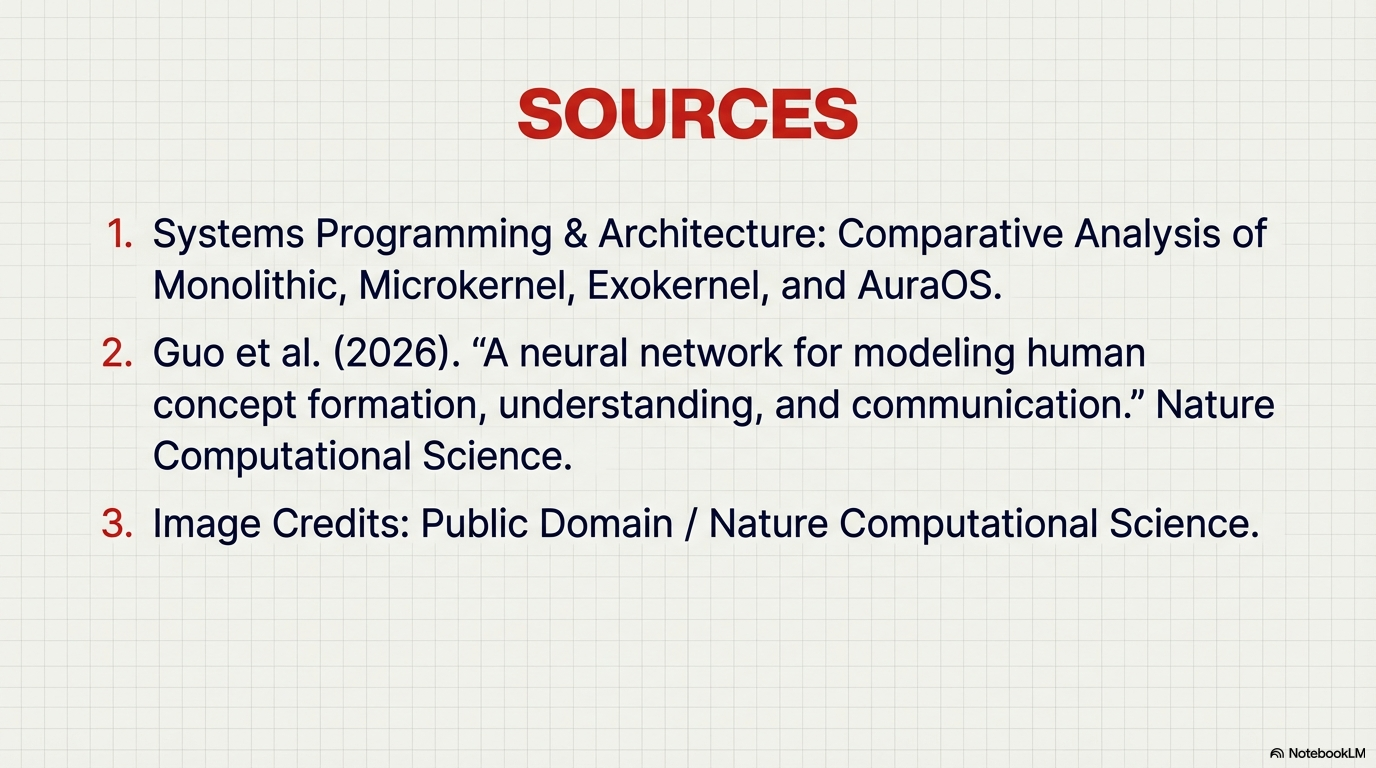 SOURCES
1. Systems Programming & Architecture: Comparative Analysis of
Monolithic, Microkernel, Exokernel, and AuraOS.
2. Guo et al. (2026). “A neural network for modeling human
concept formation, understanding, and communication.” Nature
Computational Science.
3. Image Credits: Public Domain / Nature Computational Science.
NotebookLM